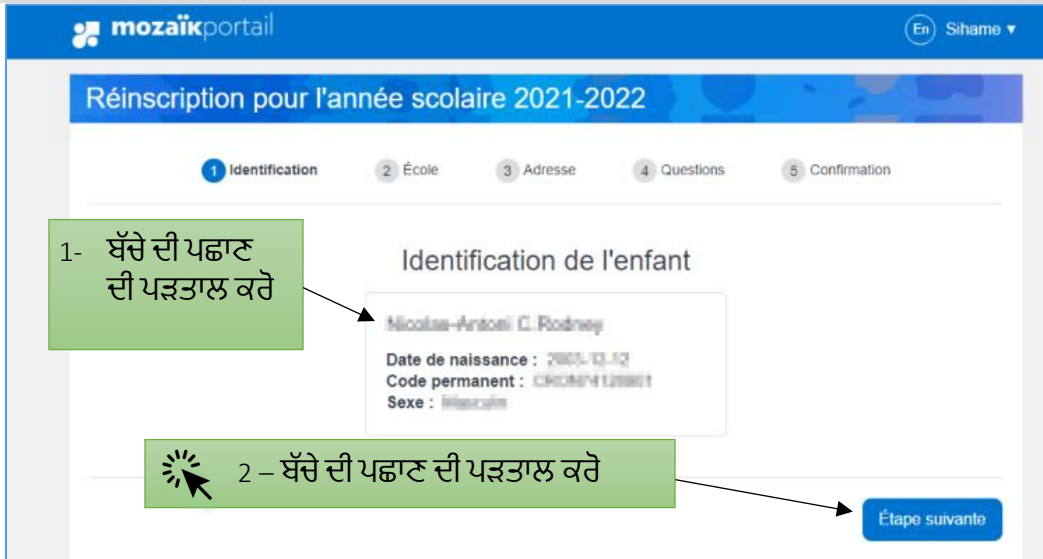 mozaïkportail
En Sihame ▼
Réinscription pour l'année scolaire 2021-2022
1 Identification 2 École 3 Adresse 4 Questions 5 Confirmation
1- ਬੱਚੇ ਦੀ ਪਛਾਣ
ਦੀ ਪੜਤਾਲ ਕਰੋ
Identification de l'enfant
Date de naissance :
Code permanent :
Sexe :
2 – ਬੱਚੇ ਦੀ ਪਛਾਣ ਦੀ ਪੜਤਾਲ ਕਰੋ
Étape suivante